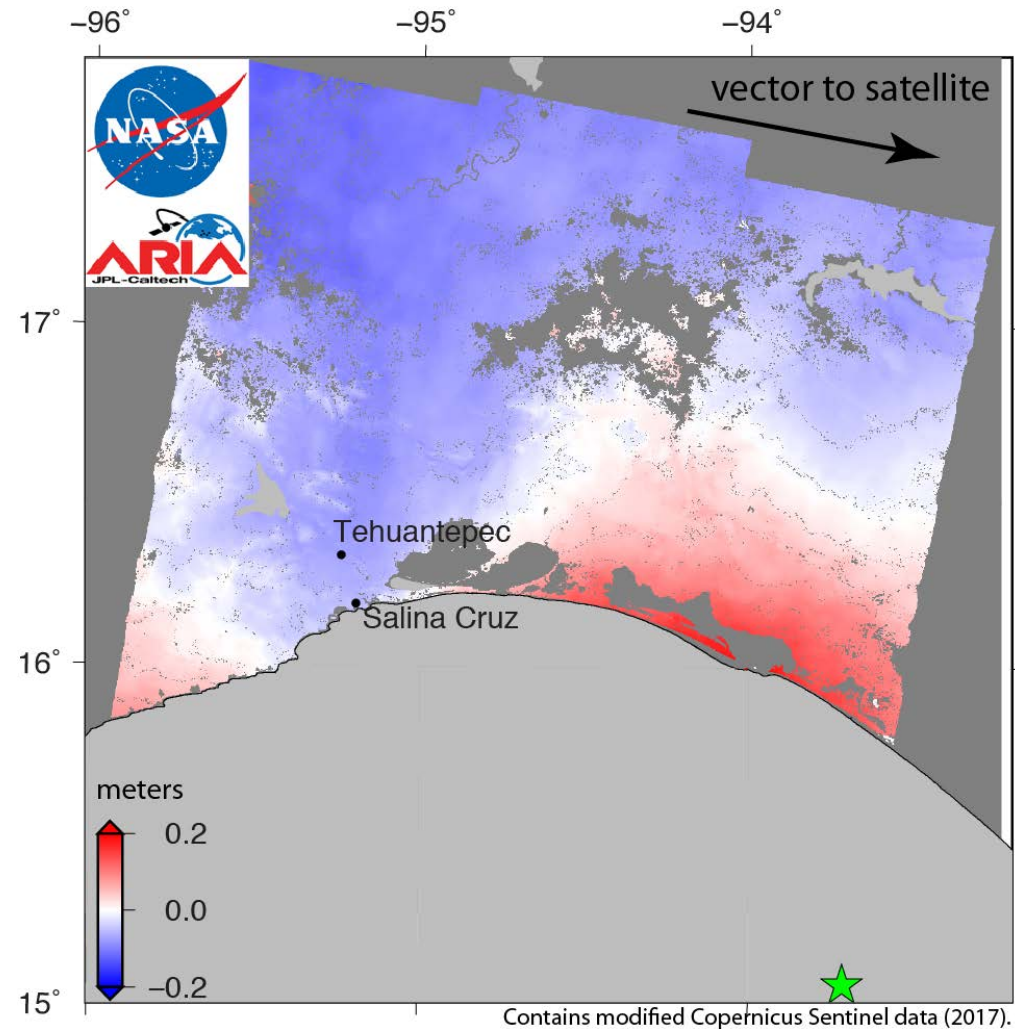 −96˚ −95˚ −94˚
NASA
ARIA
JPL-Caltech
vector to satellite
17˚
Tehuantepec
Salina Cruz
16˚
meters
0.2
0.0
−0.2
15˚
Contains modified Copernicus Sentinel data (2017).